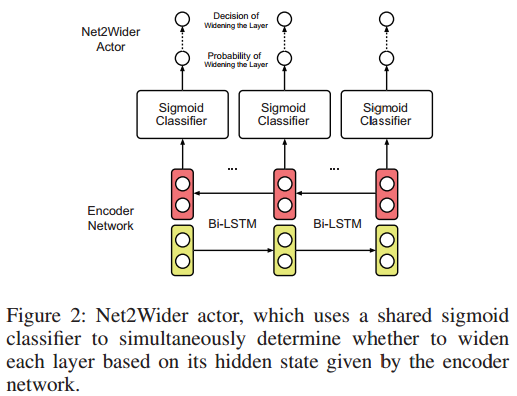 Net2Wider
Actor
Decision of
Widening the Layer
Probability of
Widening the Layer
Sigmoid
Classifier
Sigmoid
Classifier
Sigmoid
Classifier
...
...
Encoder
Network
Bi-LSTM
Bi-LSTM
Figure 2: Net2Wider actor, which uses a shared sigmoid
classifier to simultaneously determine whether to widen
each layer based on its hidden state given by the encoder
network.